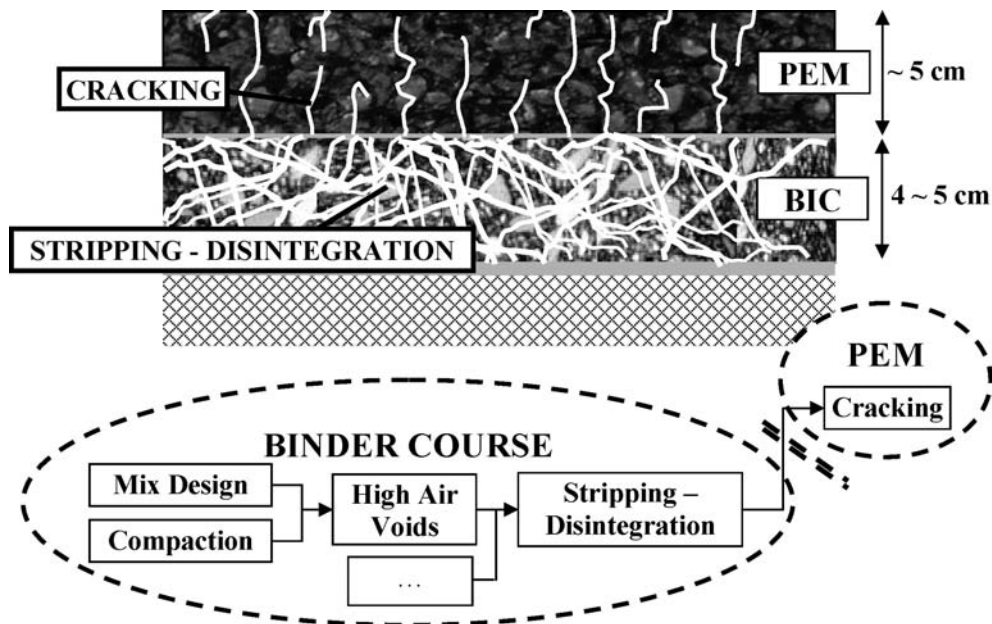 CRACKING
PEM
~ 5 cm
BIC
4 ~ 5 cm
STRIPPING - DISINTEGRATION
PEM
Cracking
BINDER COURSE
Mix Design
Compaction
High Air
Voids
...
Stripping –
Disintegration